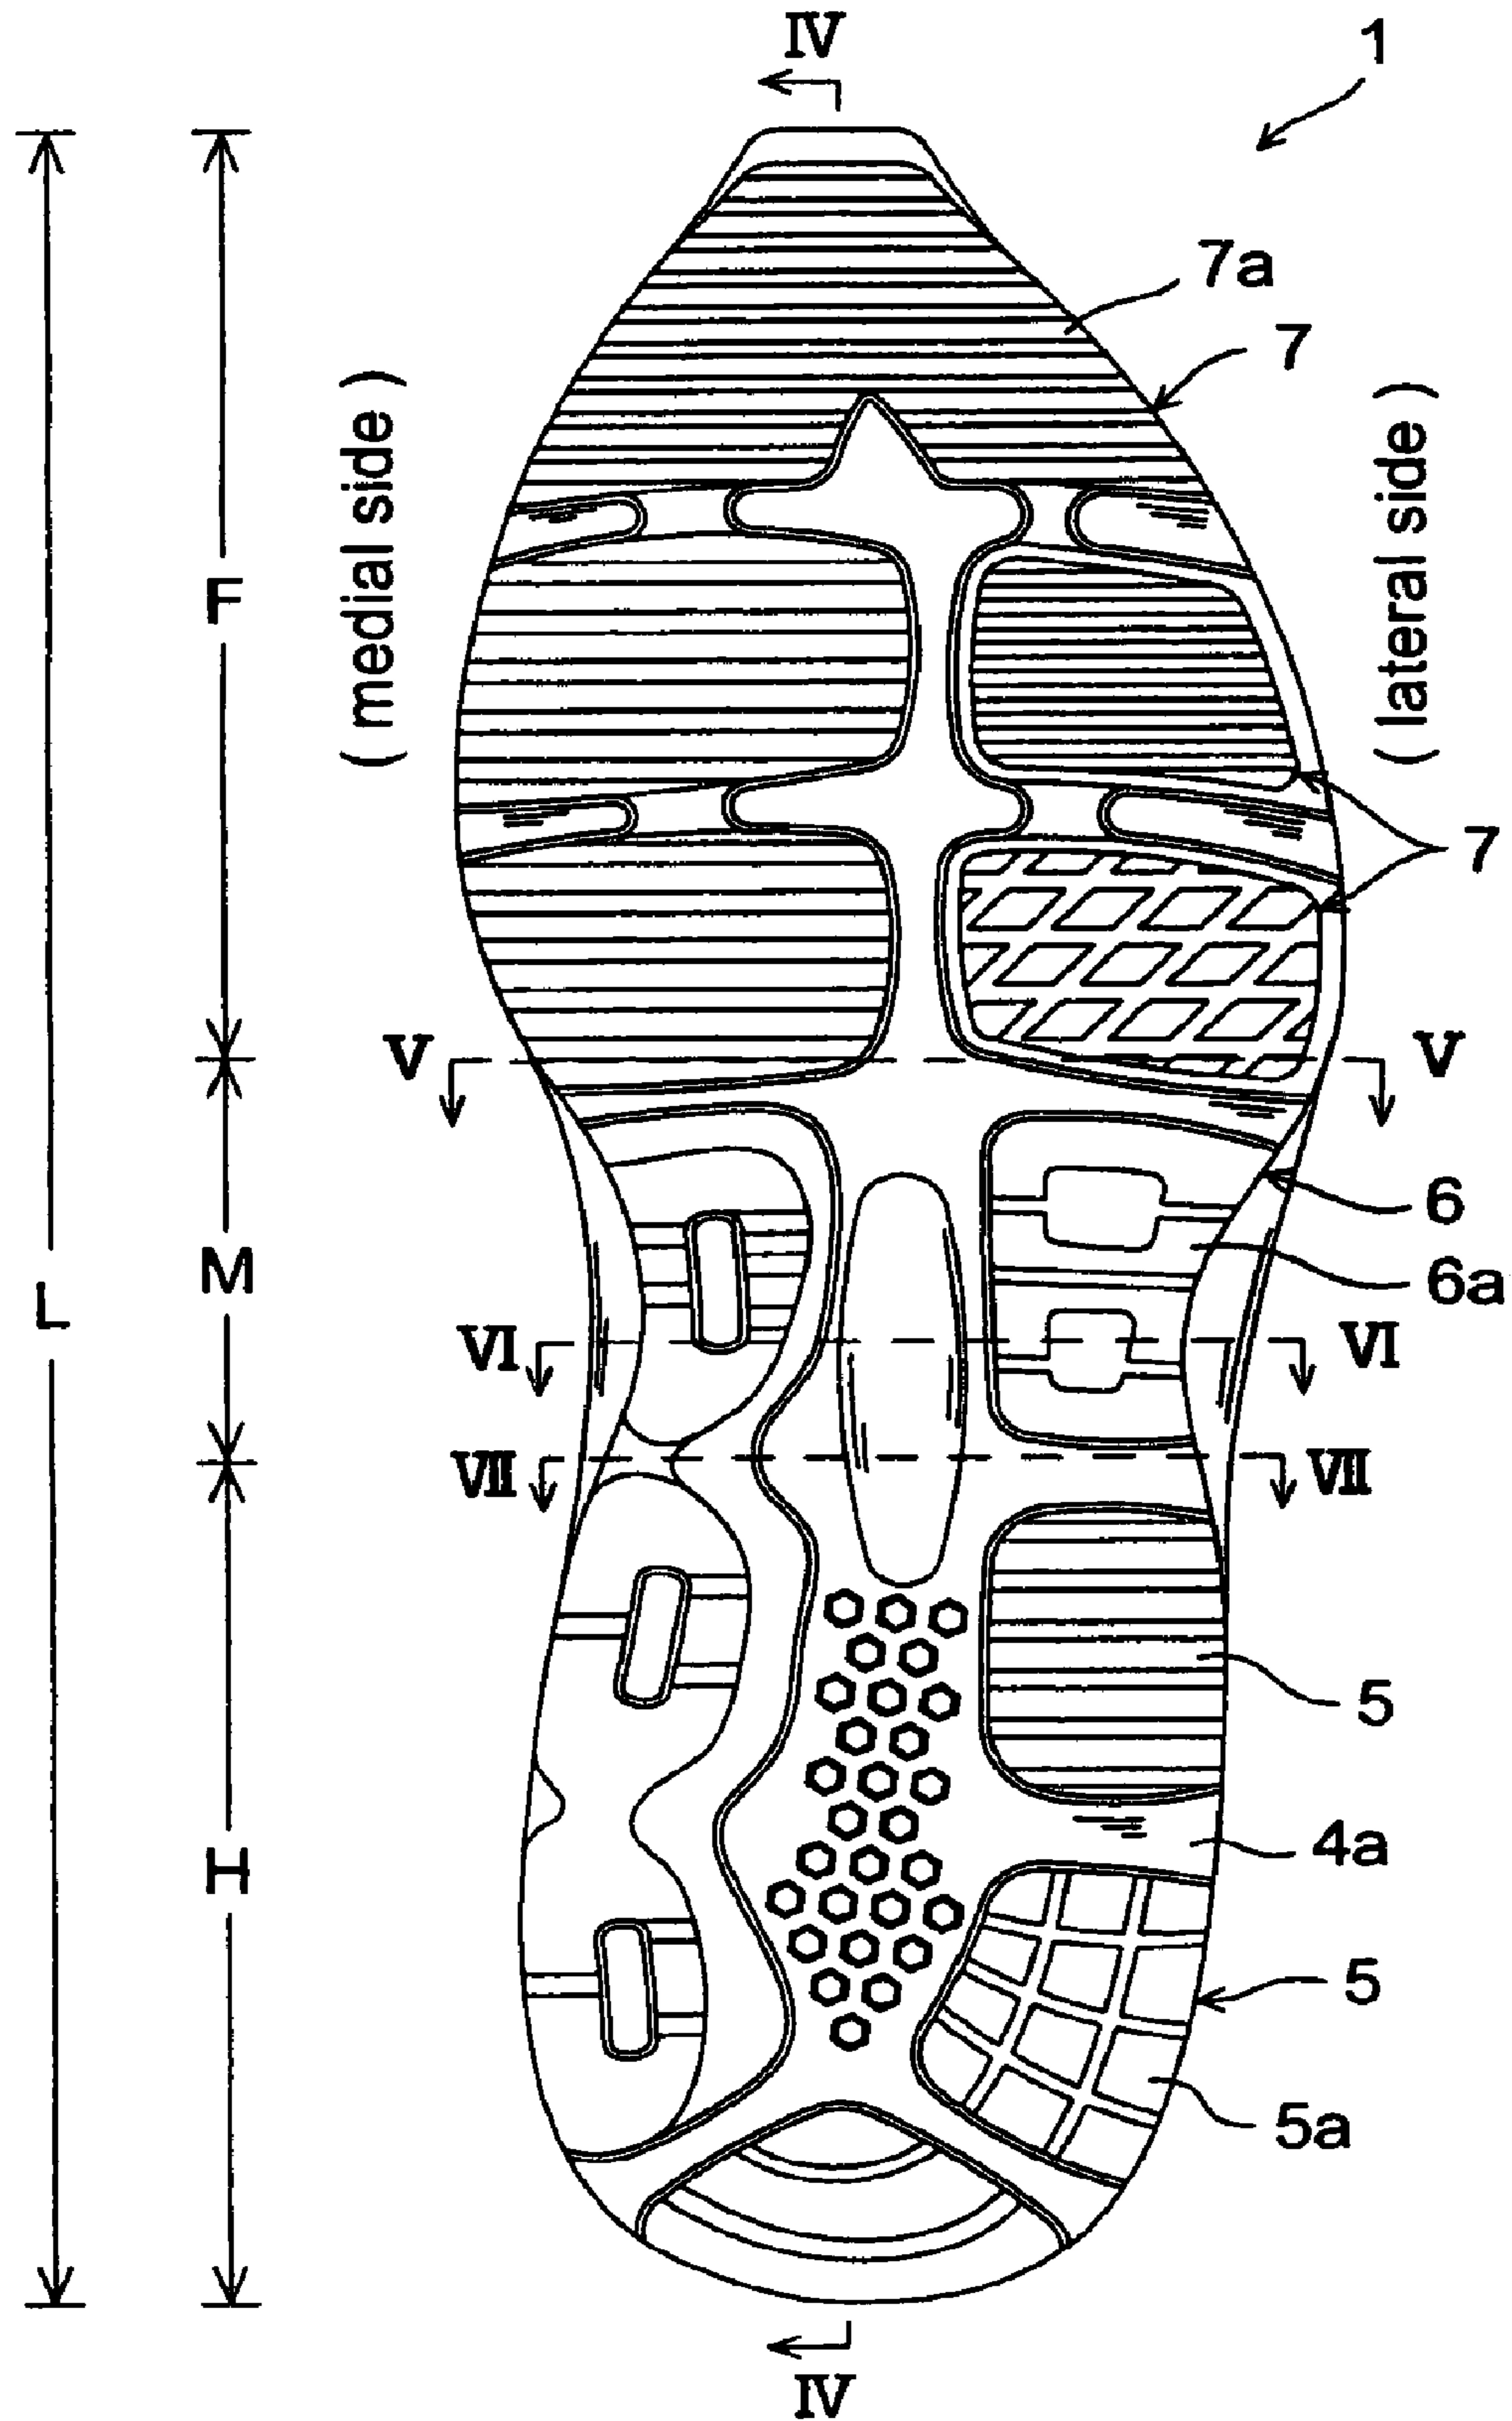 IV
1
7a
7
( medial side )
( lateral side )
F
7
V
V
6
M
6a
L
VI
VI
VII
VII
5
4a
H
5
5a
IV